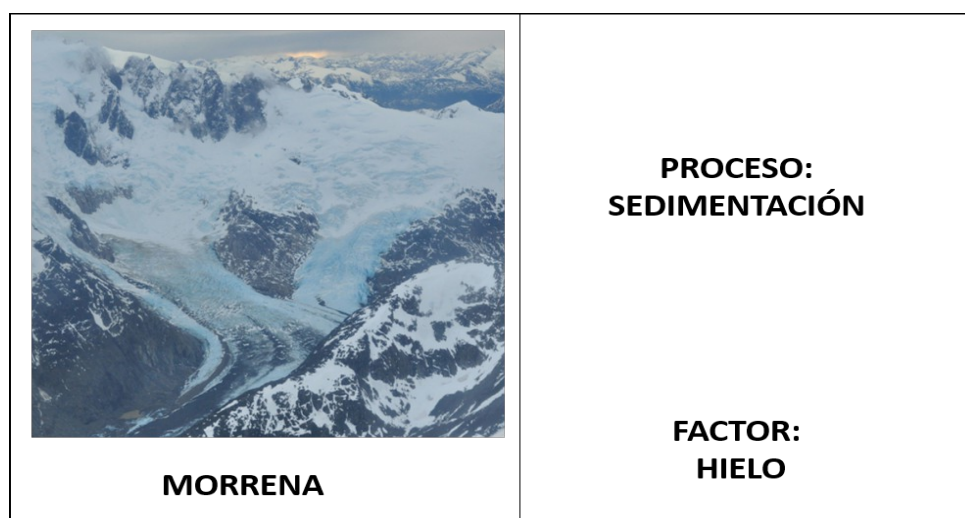 MORRENA
PROCESO:
SEDIMENTACIÓN
FACTOR:
HIELO